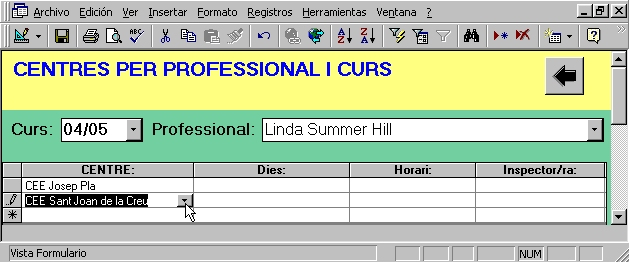 Archivo Edición Ver Insertar Formato Registros Herramientas Ventana ?
CENTRES PER PROFESSIONAL I CURS
Curs: 04/05 Professional: Linda Summer Hill
CENTRE: Dies: Horari: Inspector/ra:
CEE Josep Pla
CEE Sant Joan de la Creu
Vista Formulario NUM